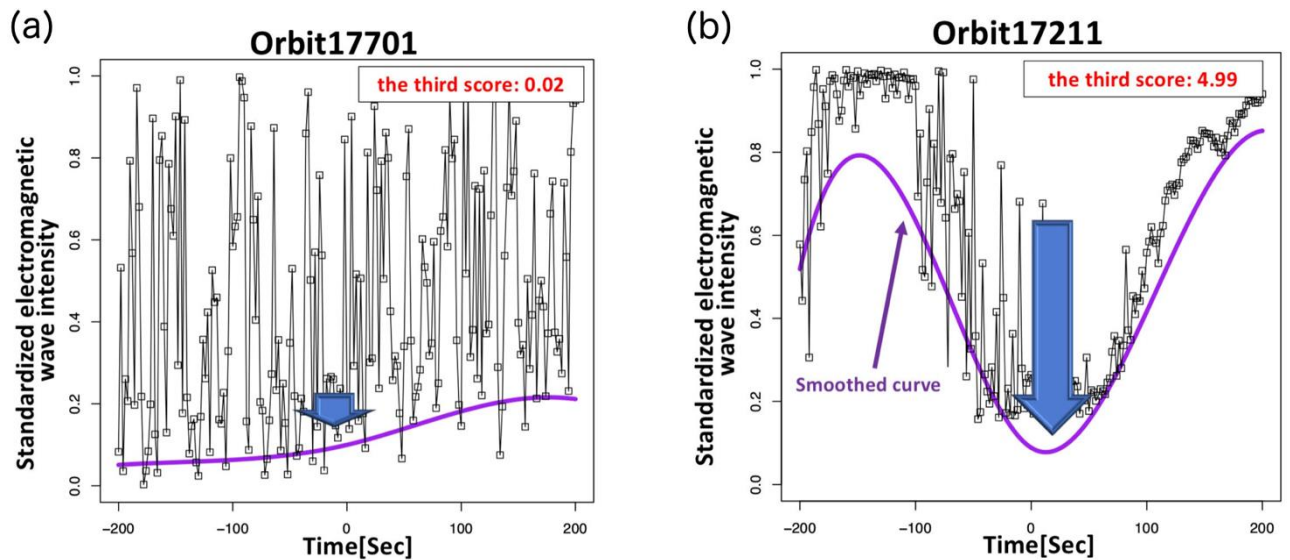 (a)
Orbit17701
the third score: 0.02
Standardized electromagnetic
wave intensity
1.0
0.8
0.6
0.4
0.2
0.0
−200
−100
0
100
200
Time[Sec]
(b)
Orbit17211
the third score: 4.99
Standardized electromagnetic
wave intensity
1.0
0.8
0.6
0.4
0.2
0.0
Smoothed curve
−200
−100
0
100
200
Time[Sec]